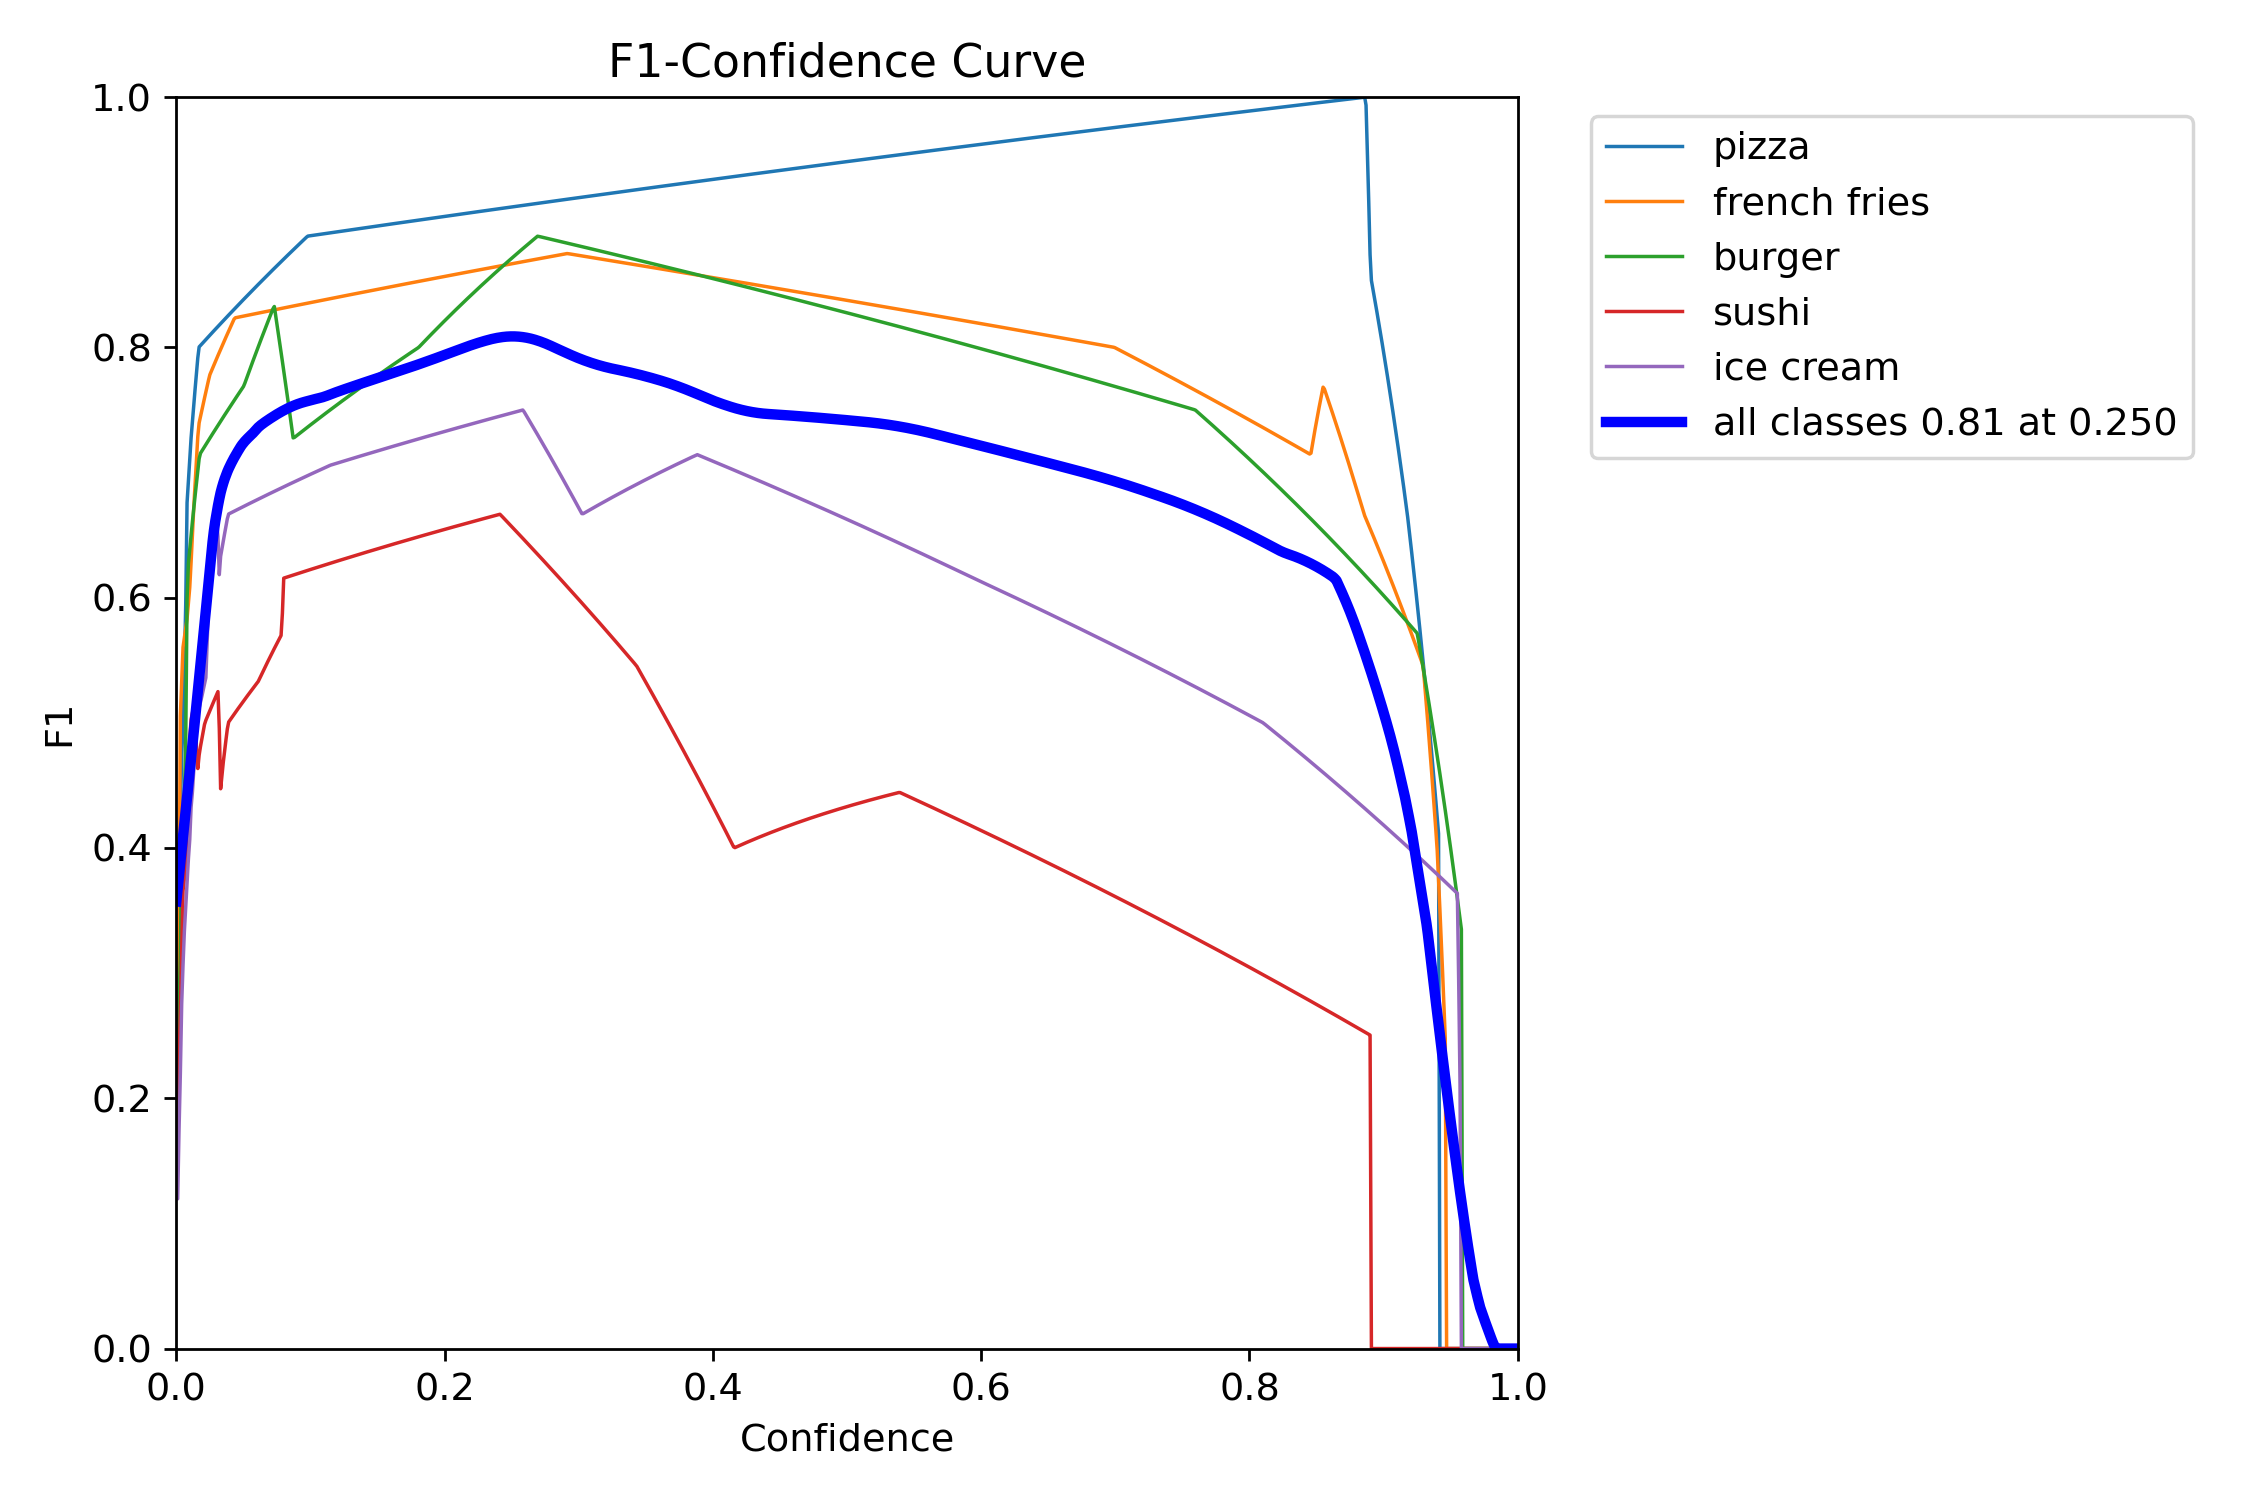 F1-Confidence Curve
1.0
0.8
0.6
0.4
0.2
0.0
F1
0.0 0.2 0.4 0.6 0.8 1.0
Confidence
pizza
french fries
burger
sushi
ice cream
all classes 0.81 at 0.250